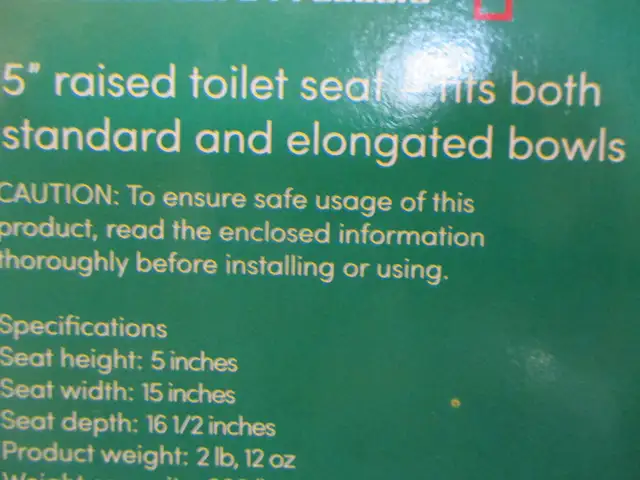 5” raised toilet seat - fits both
standard and elongated bowls
CAUTION: To ensure safe usage of this
product, read the enclosed information
thoroughly before installing or using.
Specifications
Seat height: 5 inches
Seat width: 15 inches
Seat depth: 16 1/2 inches
Product weight: 2 lb, 12 oz